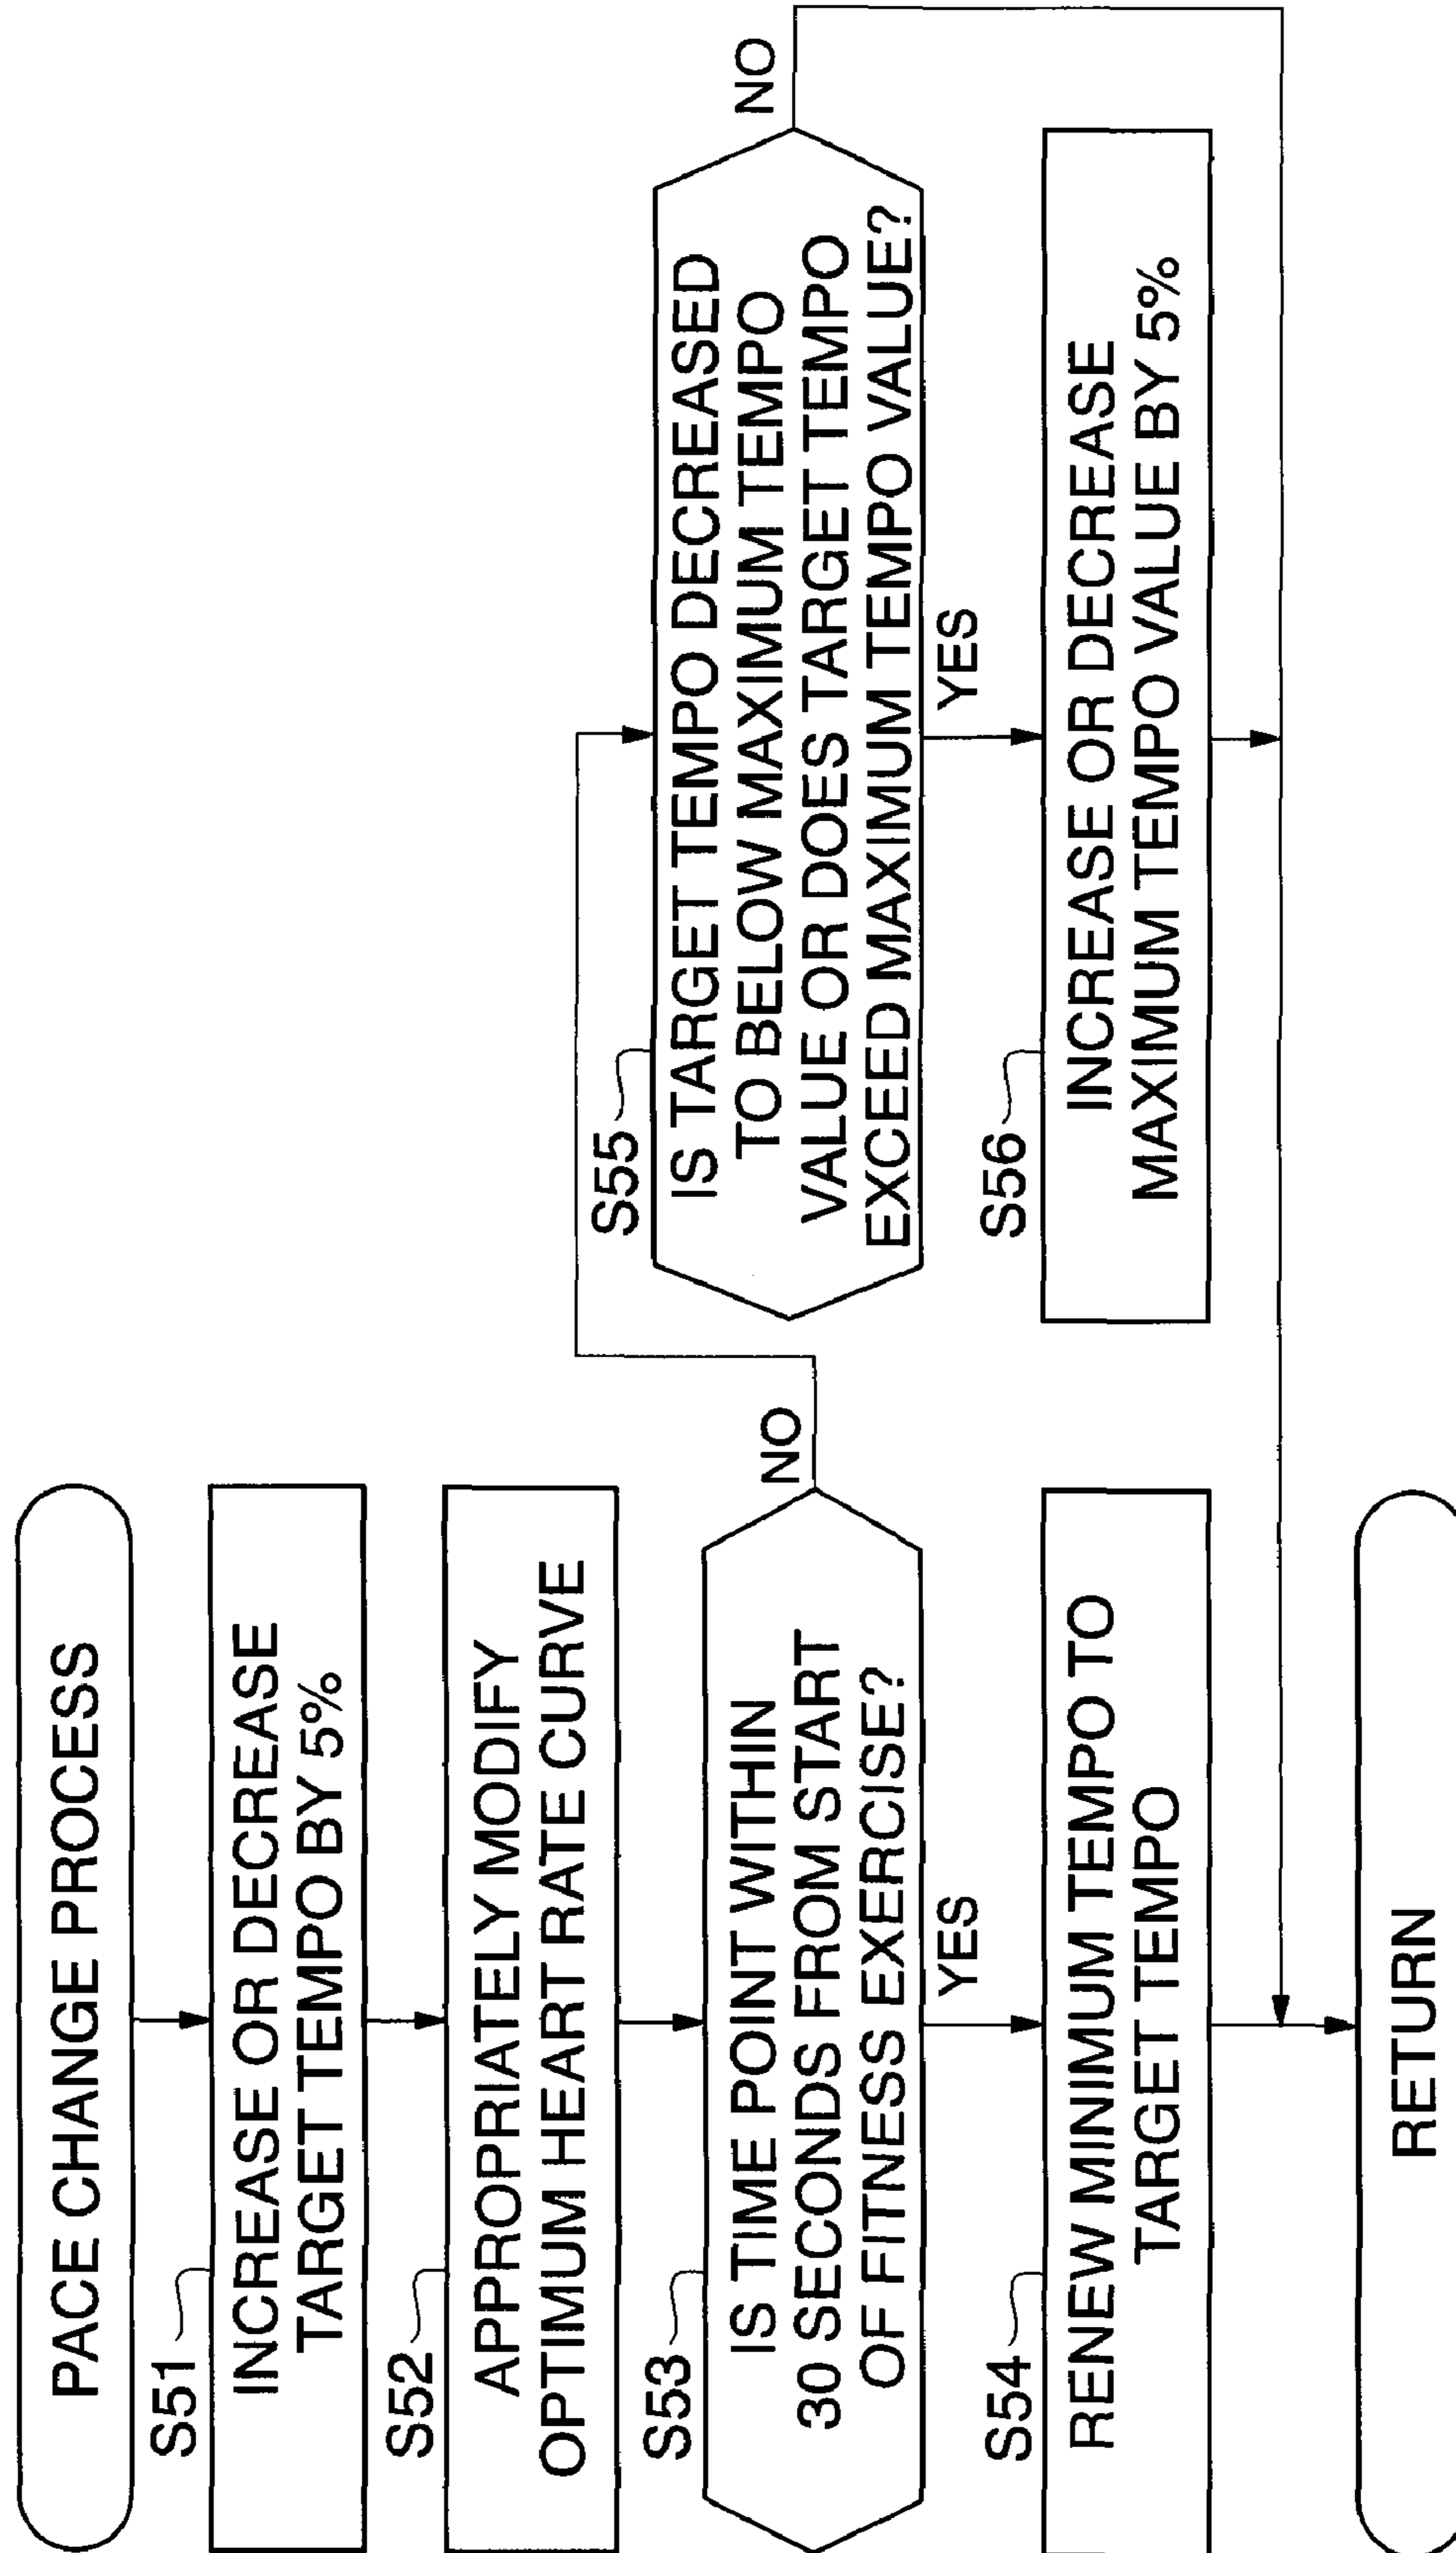 PACE CHANGE PROCESS
S51
INCREASE OR DECREASE
TARGET TEMPO BY 5%
S52
APPROPRIATELY MODIFY
OPTIMUM HEART RATE CURVE
S53
IS TIME POINT WITHIN
30 SECONDS FROM START
OF FITNESS EXERCISE?
NO
YES
S54
RENEW MINIMUM TEMPO TO
TARGET TEMPO
S55
IS TARGET TEMPO DECREASED
TO BELOW MAXIMUM TEMPO
VALUE OR DOES TARGET TEMPO
EXCEED MAXIMUM TEMPO VALUE?
NO
YES
S56
INCREASE OR DECREASE
MAXIMUM TEMPO VALUE BY 5%
RETURN